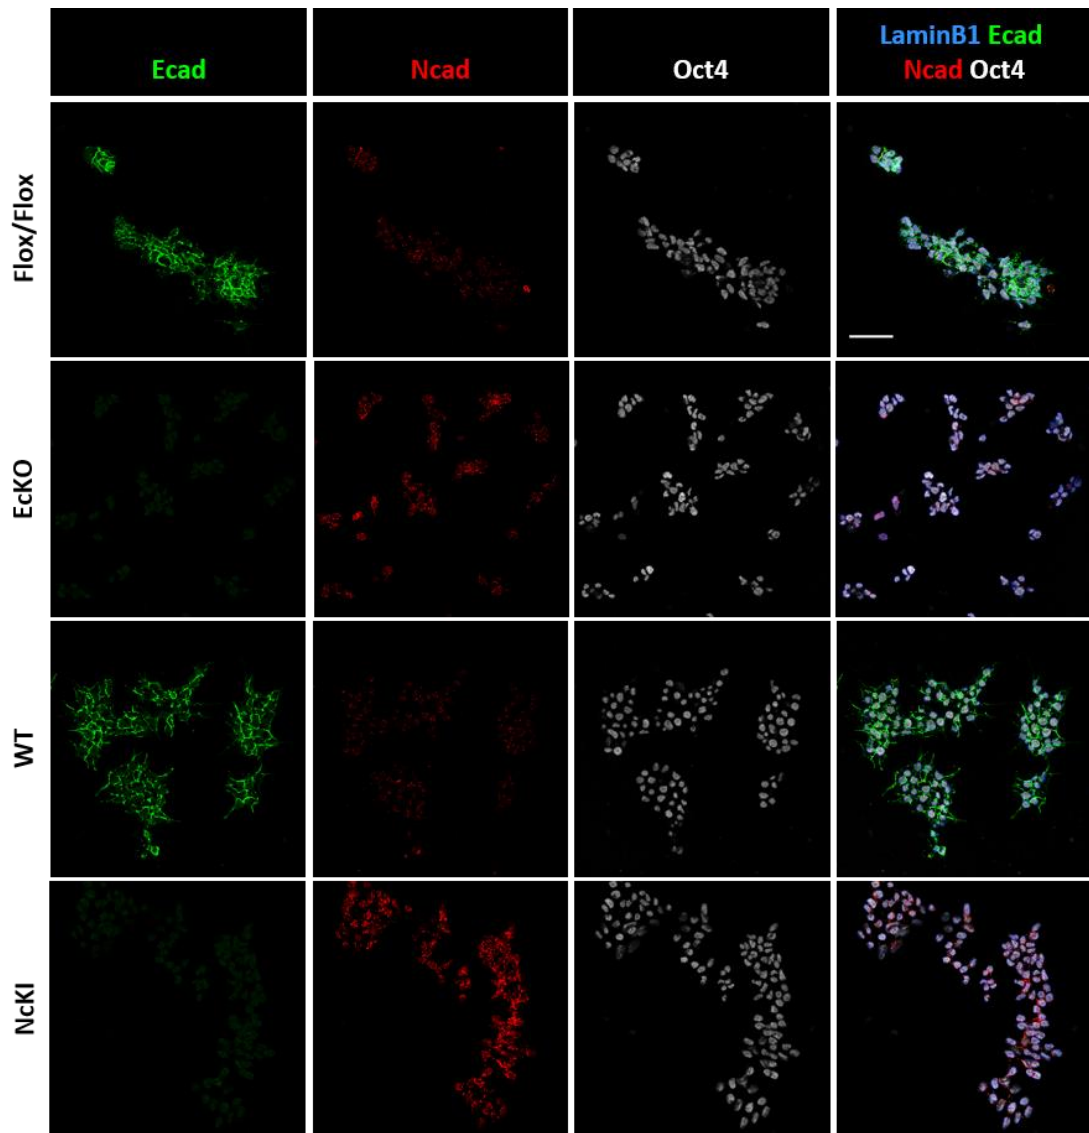 Ecad
Ncad
Oct4
LaminB1 Ecad
Ncad Oct4
Flox/Flox
EcKO
WT
NcKI